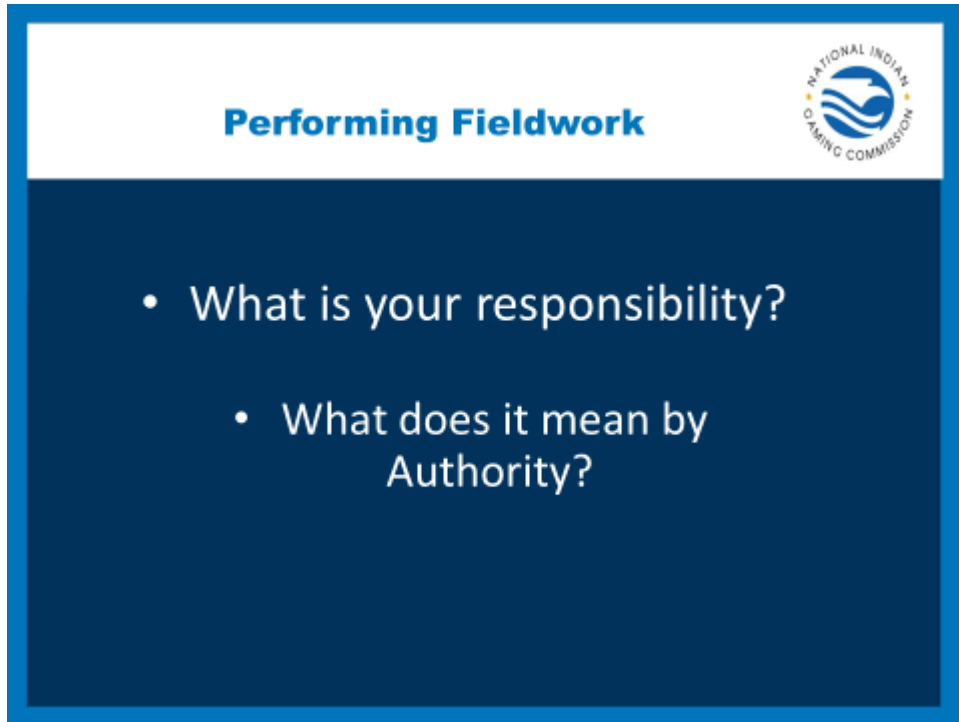 Performing Fieldwork
NATIONAL INDIAN
GAMING COMMISSION
• What is your responsibility?
• What does it mean by
Authority?